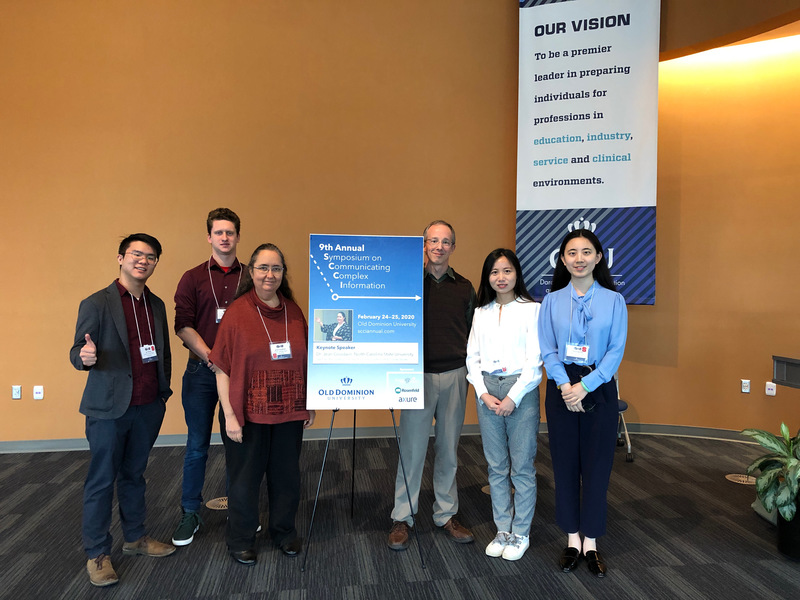 OUR VISION
To be a premier
leader in preparing
individuals for
professions in
education, industry,
service and clinical
environments.
9th Annual
Symposium on
Communicating
Complex
Information
February 24–25, 2020
Old Dominion University
Keynote Speaker
OLD DOMINION
UNIVERSITY
Rosenfeld
axure